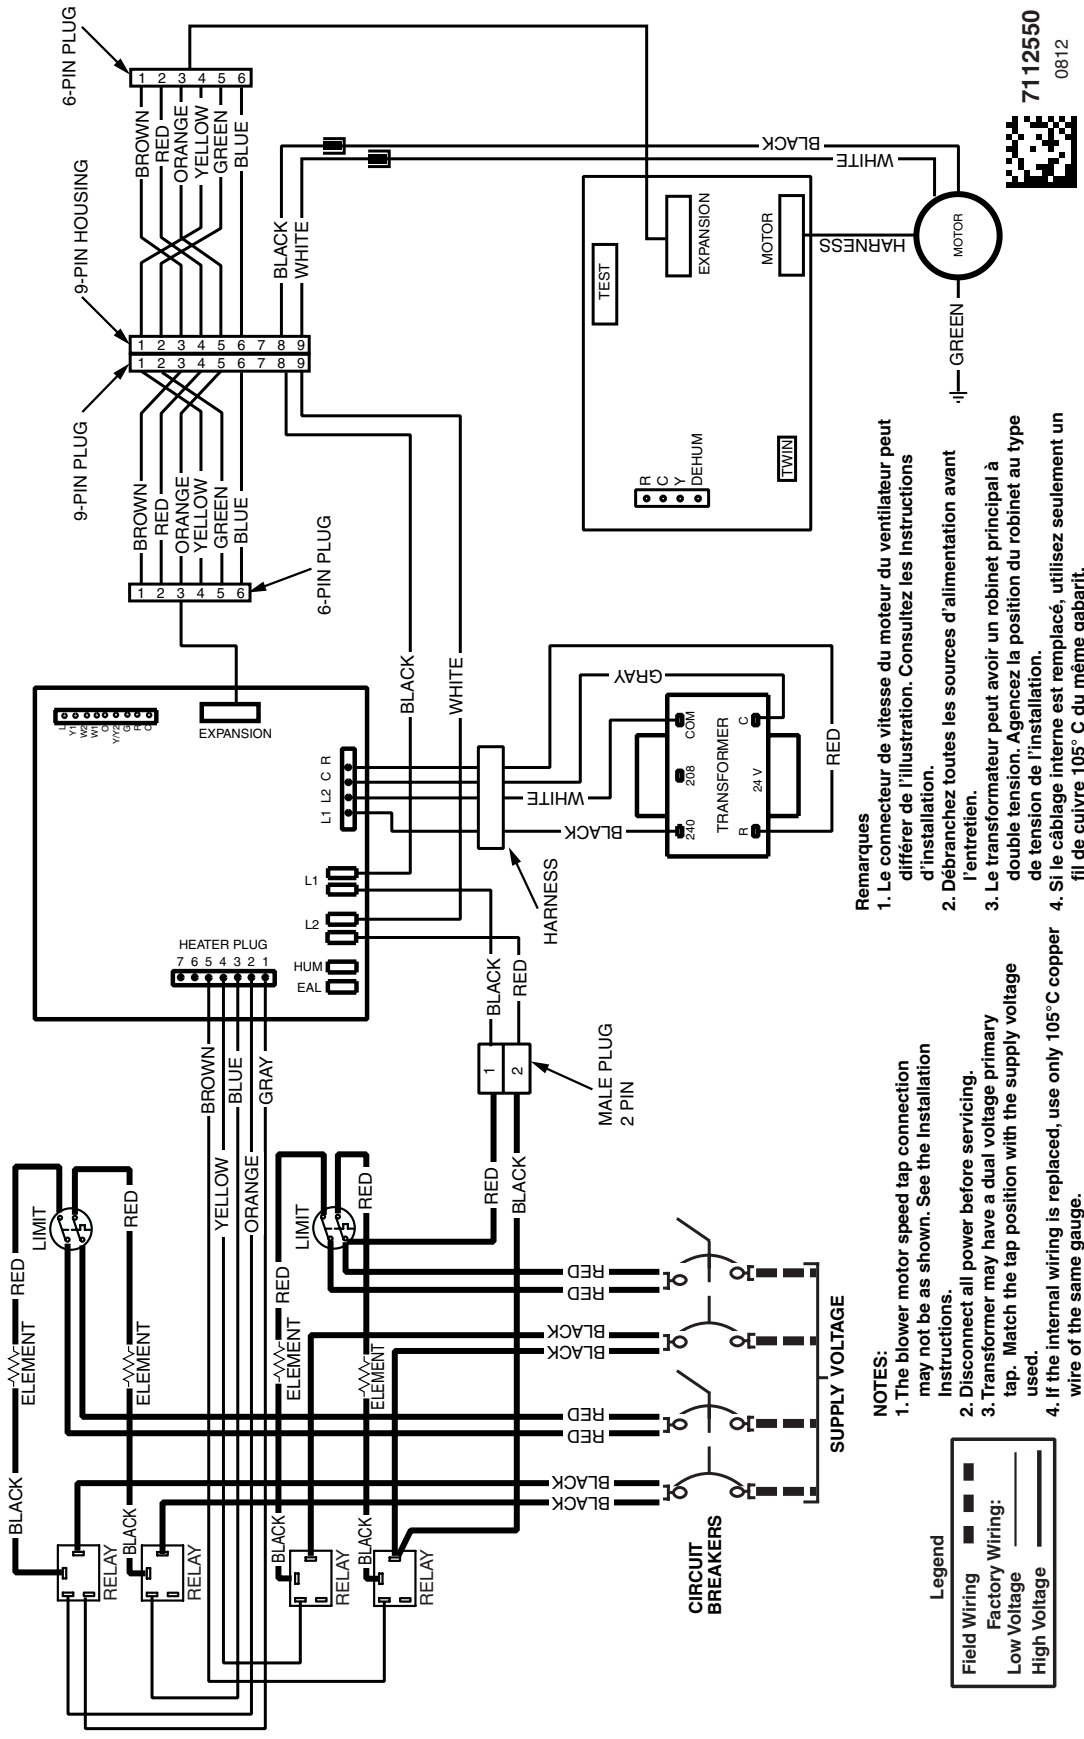 6-PIN PLUG
1
2
3
4
5
6
BROWN
RED
ORANGE
YELLOW
GREEN
BLUE
9-PIN HOUSING
1
2
3
4
5
6
7
8
9
BLACK
WHITE
9-PIN PLUG
1
2
3
4
5
6
7
8
9
BROWN
RED
ORANGE
YELLOW
GREEN
BLUE
1
2
3
4
5
6
6-PIN PLUG
BLACK
WHITE
BLACK
WHITE
TEST
EXPANSION
MOTOR
HARNESS
MOTOR
GREEN
R
C
Y
DEHUM
TWIN
7112550
0812
L
Y1
W2
W1
O
Y/Y2
G
R
C
EXPANSION
L1 L2 C R
L1
L2
HUM
EAL
HEATER PLUG
7 6 5 4 3 2 1
HARNESS
WHITE
BLACK
GRAY
RED
240
208
COM
TRANSFORMER
R
24 V
C
BLACK
RED
1
2
MALE PLUG
2 PIN
RED
BLACK
BROWN
YELLOW
BLUE
ORANGE
GRAY
LIMIT
RED
RED
ELEMENT
ELEMENT
BLACK
BLACK
RELAY
RELAY
LIMIT
RED
RED
ELEMENT
ELEMENT
BLACK
BLACK
RELAY
RELAY
RED
RED
BLACK
BLACK
RED
RED
BLACK
BLACK
CIRCUIT
BREAKERS
SUPPLY VOLTAGE
Legend
Field Wiring
Factory Wiring:
Low Voltage
High Voltage
NOTES:
1. The blower motor speed tap connection
may not be as shown. See the Installation
Instructions.
2. Disconnect all power before servicing.
3. Transformer may have a dual voltage primary
tap. Match the tap position with the supply voltage
used.
4. If the internal wiring is replaced, use only 105°C copper
wire of the same gauge.
Remarques
1. Le connecteur de vitesse du moteur du ventilateur peut
différer de l'illustration. Consultez les Instructions
d'installation.
2. Débranchez toutes les sources d'alimentation avant
l'entretien.
3. Le transformateur peut avoir un robinet principal à
double tension. Agencez la position du robinet au type
de tension de l'installation.
4. Si le câblage interne est remplacé, utilisez seulement un
fil de cuivre 105° C du même gabarit.